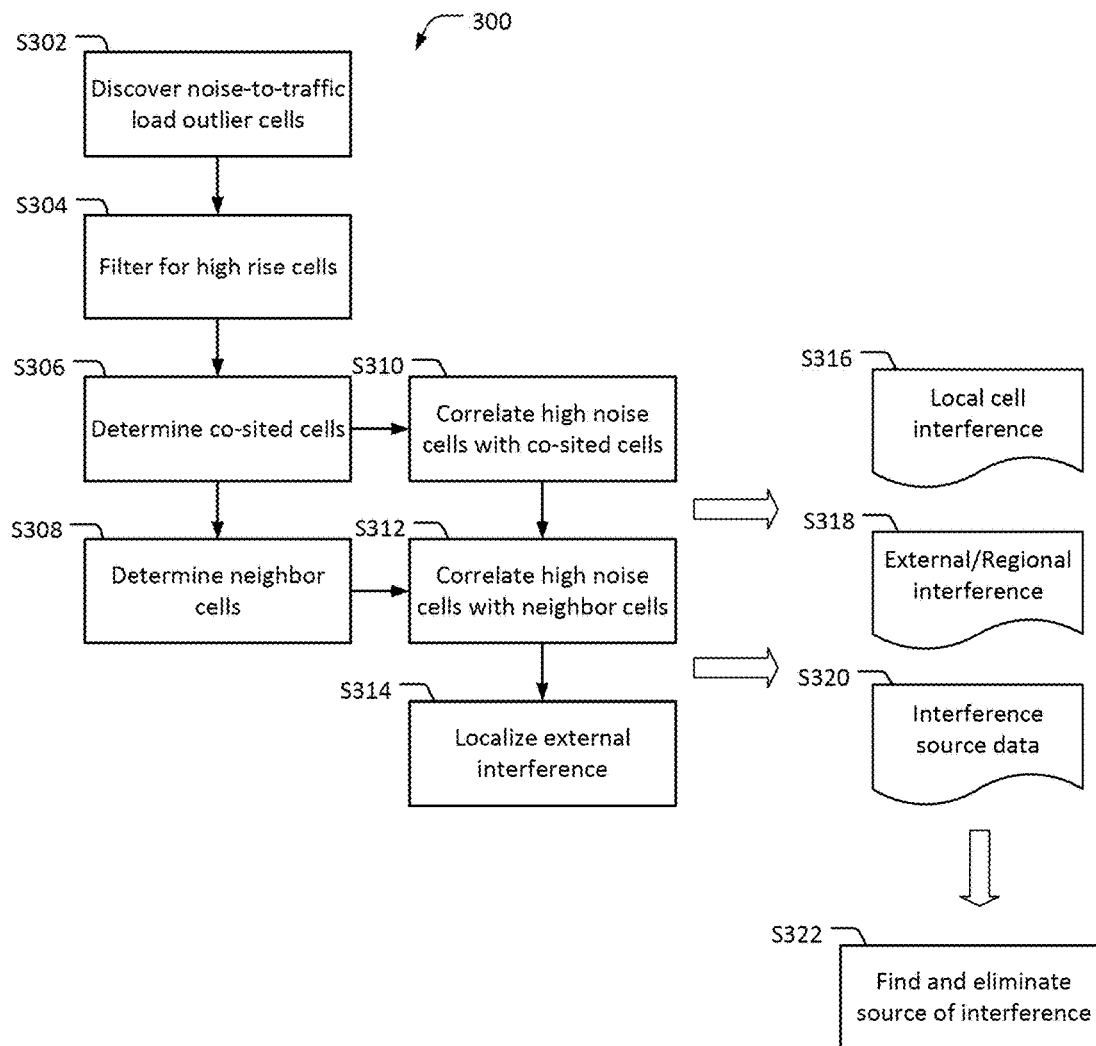 300
S302
Discover noise-to-traffic
load outlier cells
S304
Filter for high rise cells
S306
Determine co-sited cells
S310
Correlate high noise
cells with co-sited cells
S308
Determine neighbor
cells
S312
Correlate high noise
cells with neighbor cells
S314
Localize external
interference
S316
Local cell
interference
S318
External/Regional
interference
S320
Interference
source data
S322
Find and eliminate
source of interference